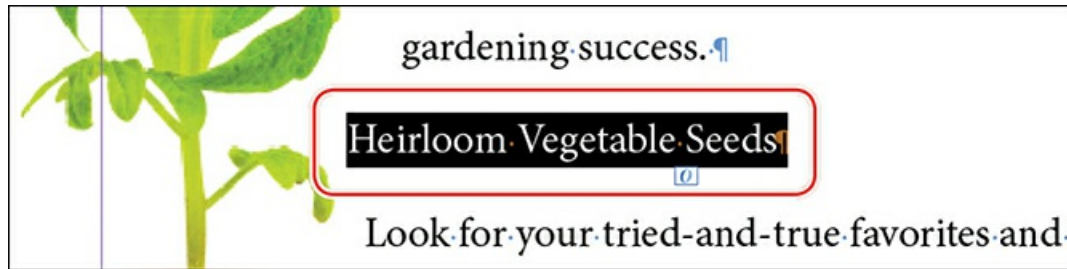 gardening success. ¶
Heirloom Vegetable Seeds¶
Look for your tried-and-true favorites and